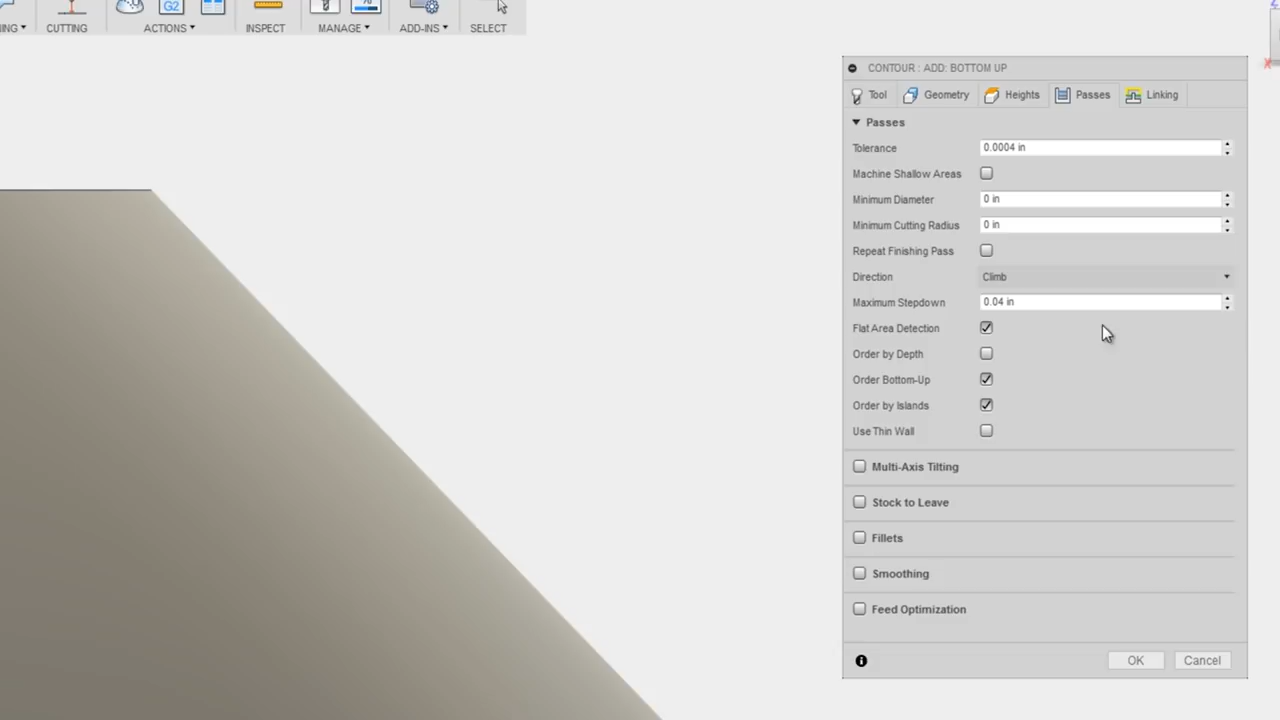 G2
NING▾ CUTTING ACTIONS▾ INSPECT MANAGE▾ ADD-INS▾ SELECT
CONTOUR : ADD: BOTTOM UP
Tool Geometry Heights Passes Linking
Passes
Tolerance 0.0004 in
Machine Shallow Areas
Minimum Diameter 0 in
Minimum Cutting Radius 0 in
Repeat Finishing Pass
Direction Climb
Maximum Stepdown 0.04 in
Flat Area Detection
Order by Depth
Order Bottom-Up
Order by Islands
Use Thin Wall
Multi-Axis Tilting
Stock to Leave
Fillets
Smoothing
Feed Optimization
OK Cancel
Z
X